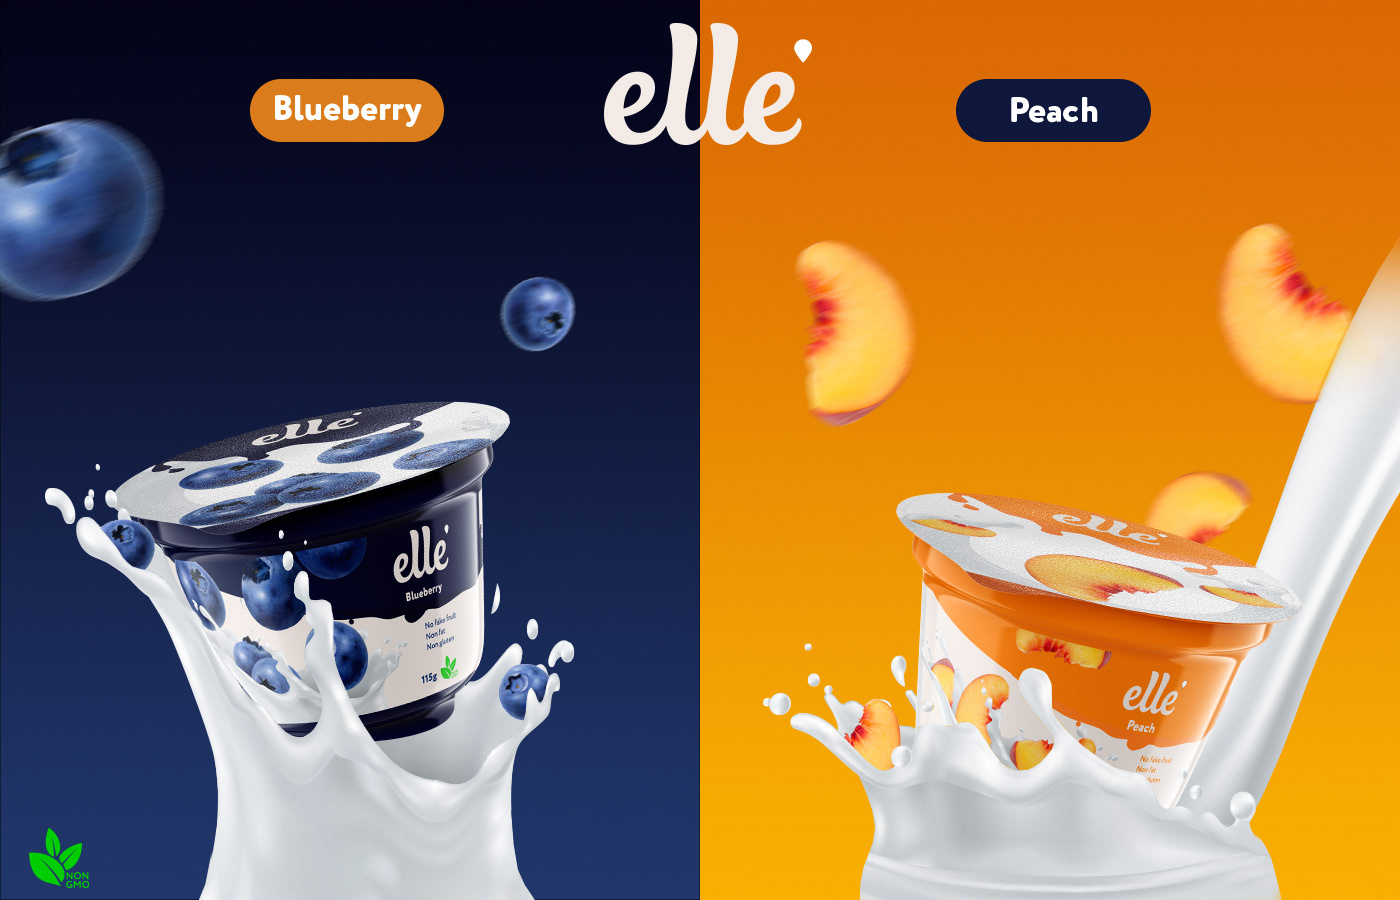 elle
Blueberry
Peach
elle
elle
Blueberry
No fake fruit
Non fat
Non gluten
115g
elle
elle
Peach
No fake fruit
Non fat
gluten
NON
GMO